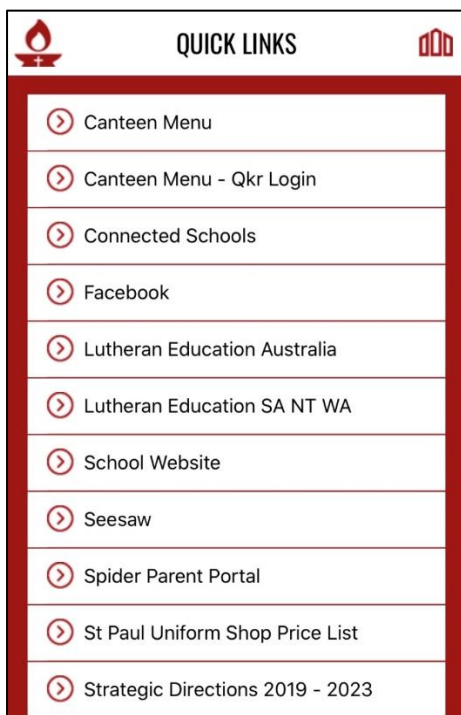 QUICK LINKS
Canteen Menu
Canteen Menu - Qkr Login
Connected Schools
Facebook
Lutheran Education Australia
Lutheran Education SA NT WA
School Website
Seesaw
Spider Parent Portal
St Paul Uniform Shop Price List
Strategic Directions 2019 - 2023